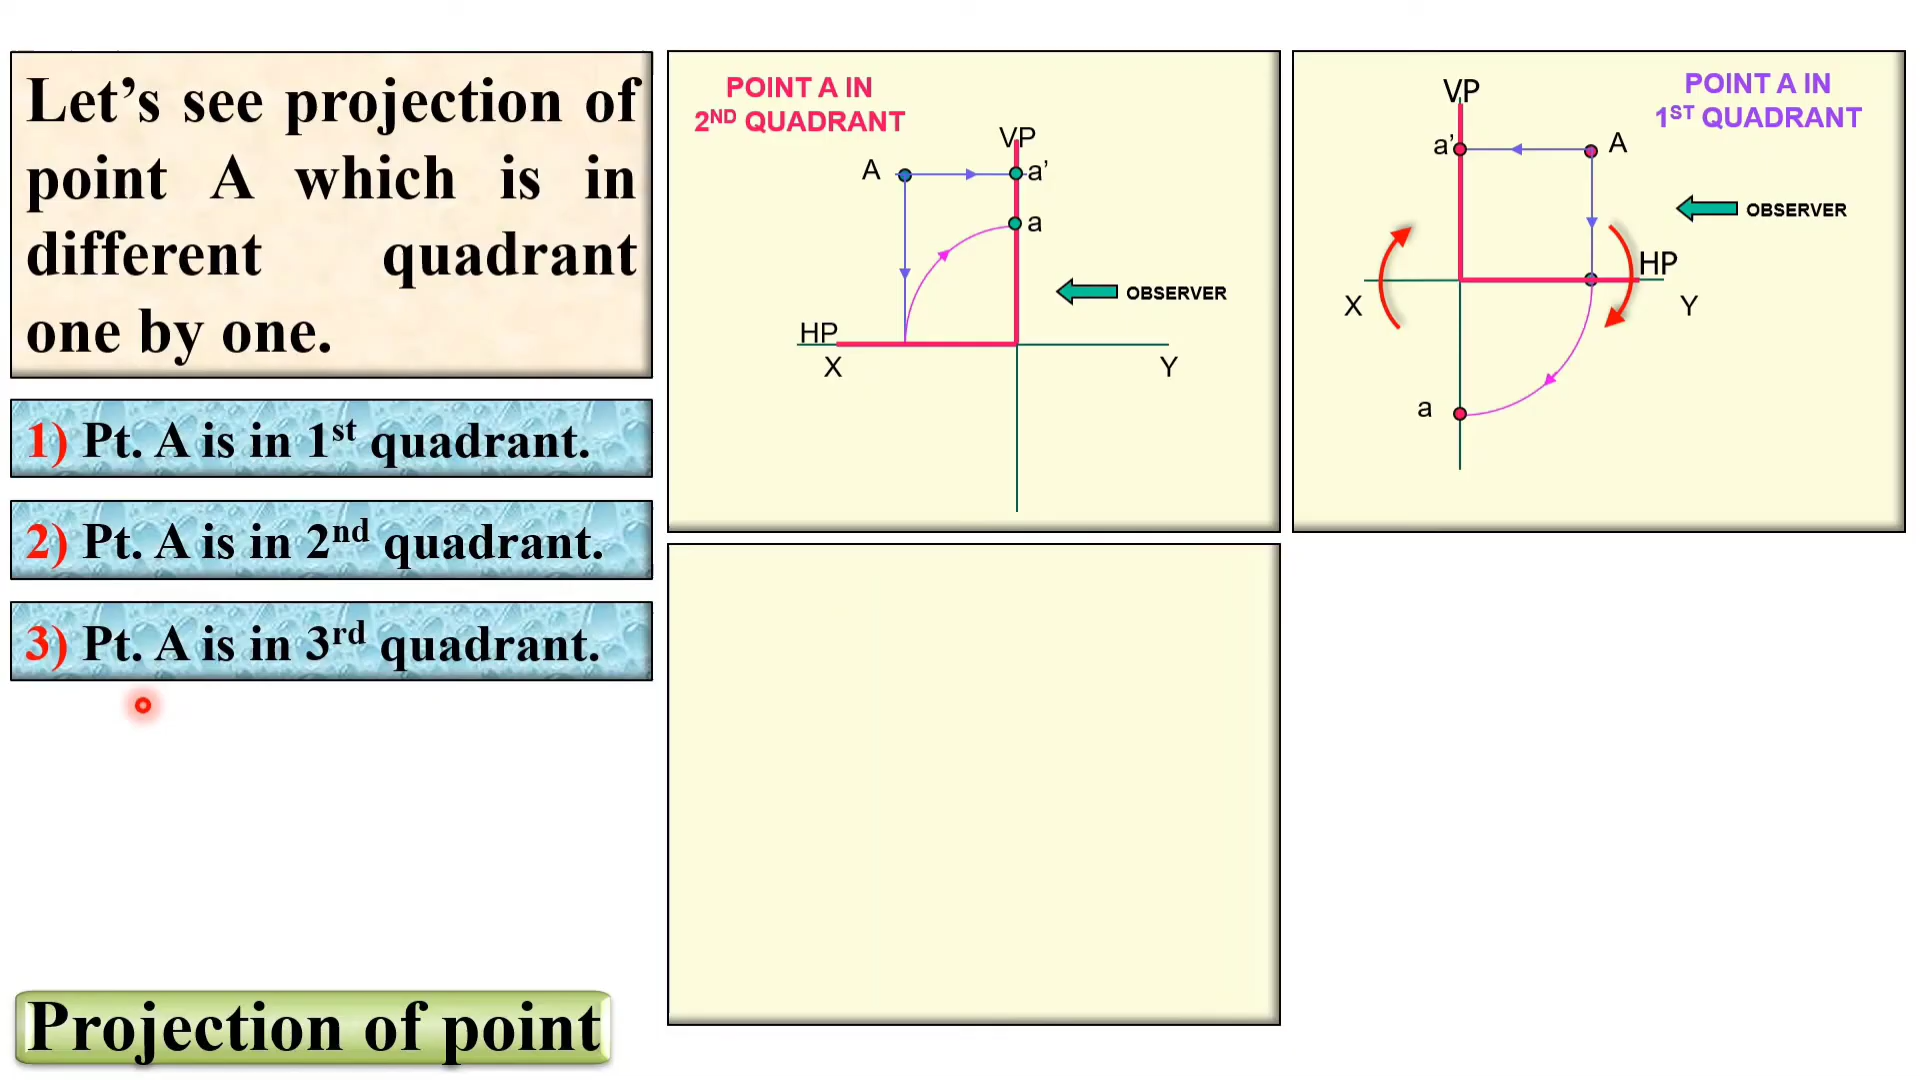 Let’s see projection of
point A which is in
different quadrant
one by one.
1) Pt. A is in 1st quadrant.
2) Pt. A is in 2nd quadrant.
3) Pt. A is in 3rd quadrant.
Projection of point
POINT A IN
2ND QUADRANT
VP
A
a’
a
OBSERVER
HP
X
Y
POINT A IN
1ST QUADRANT
VP
a’
A
OBSERVER
HP
X
Y
a